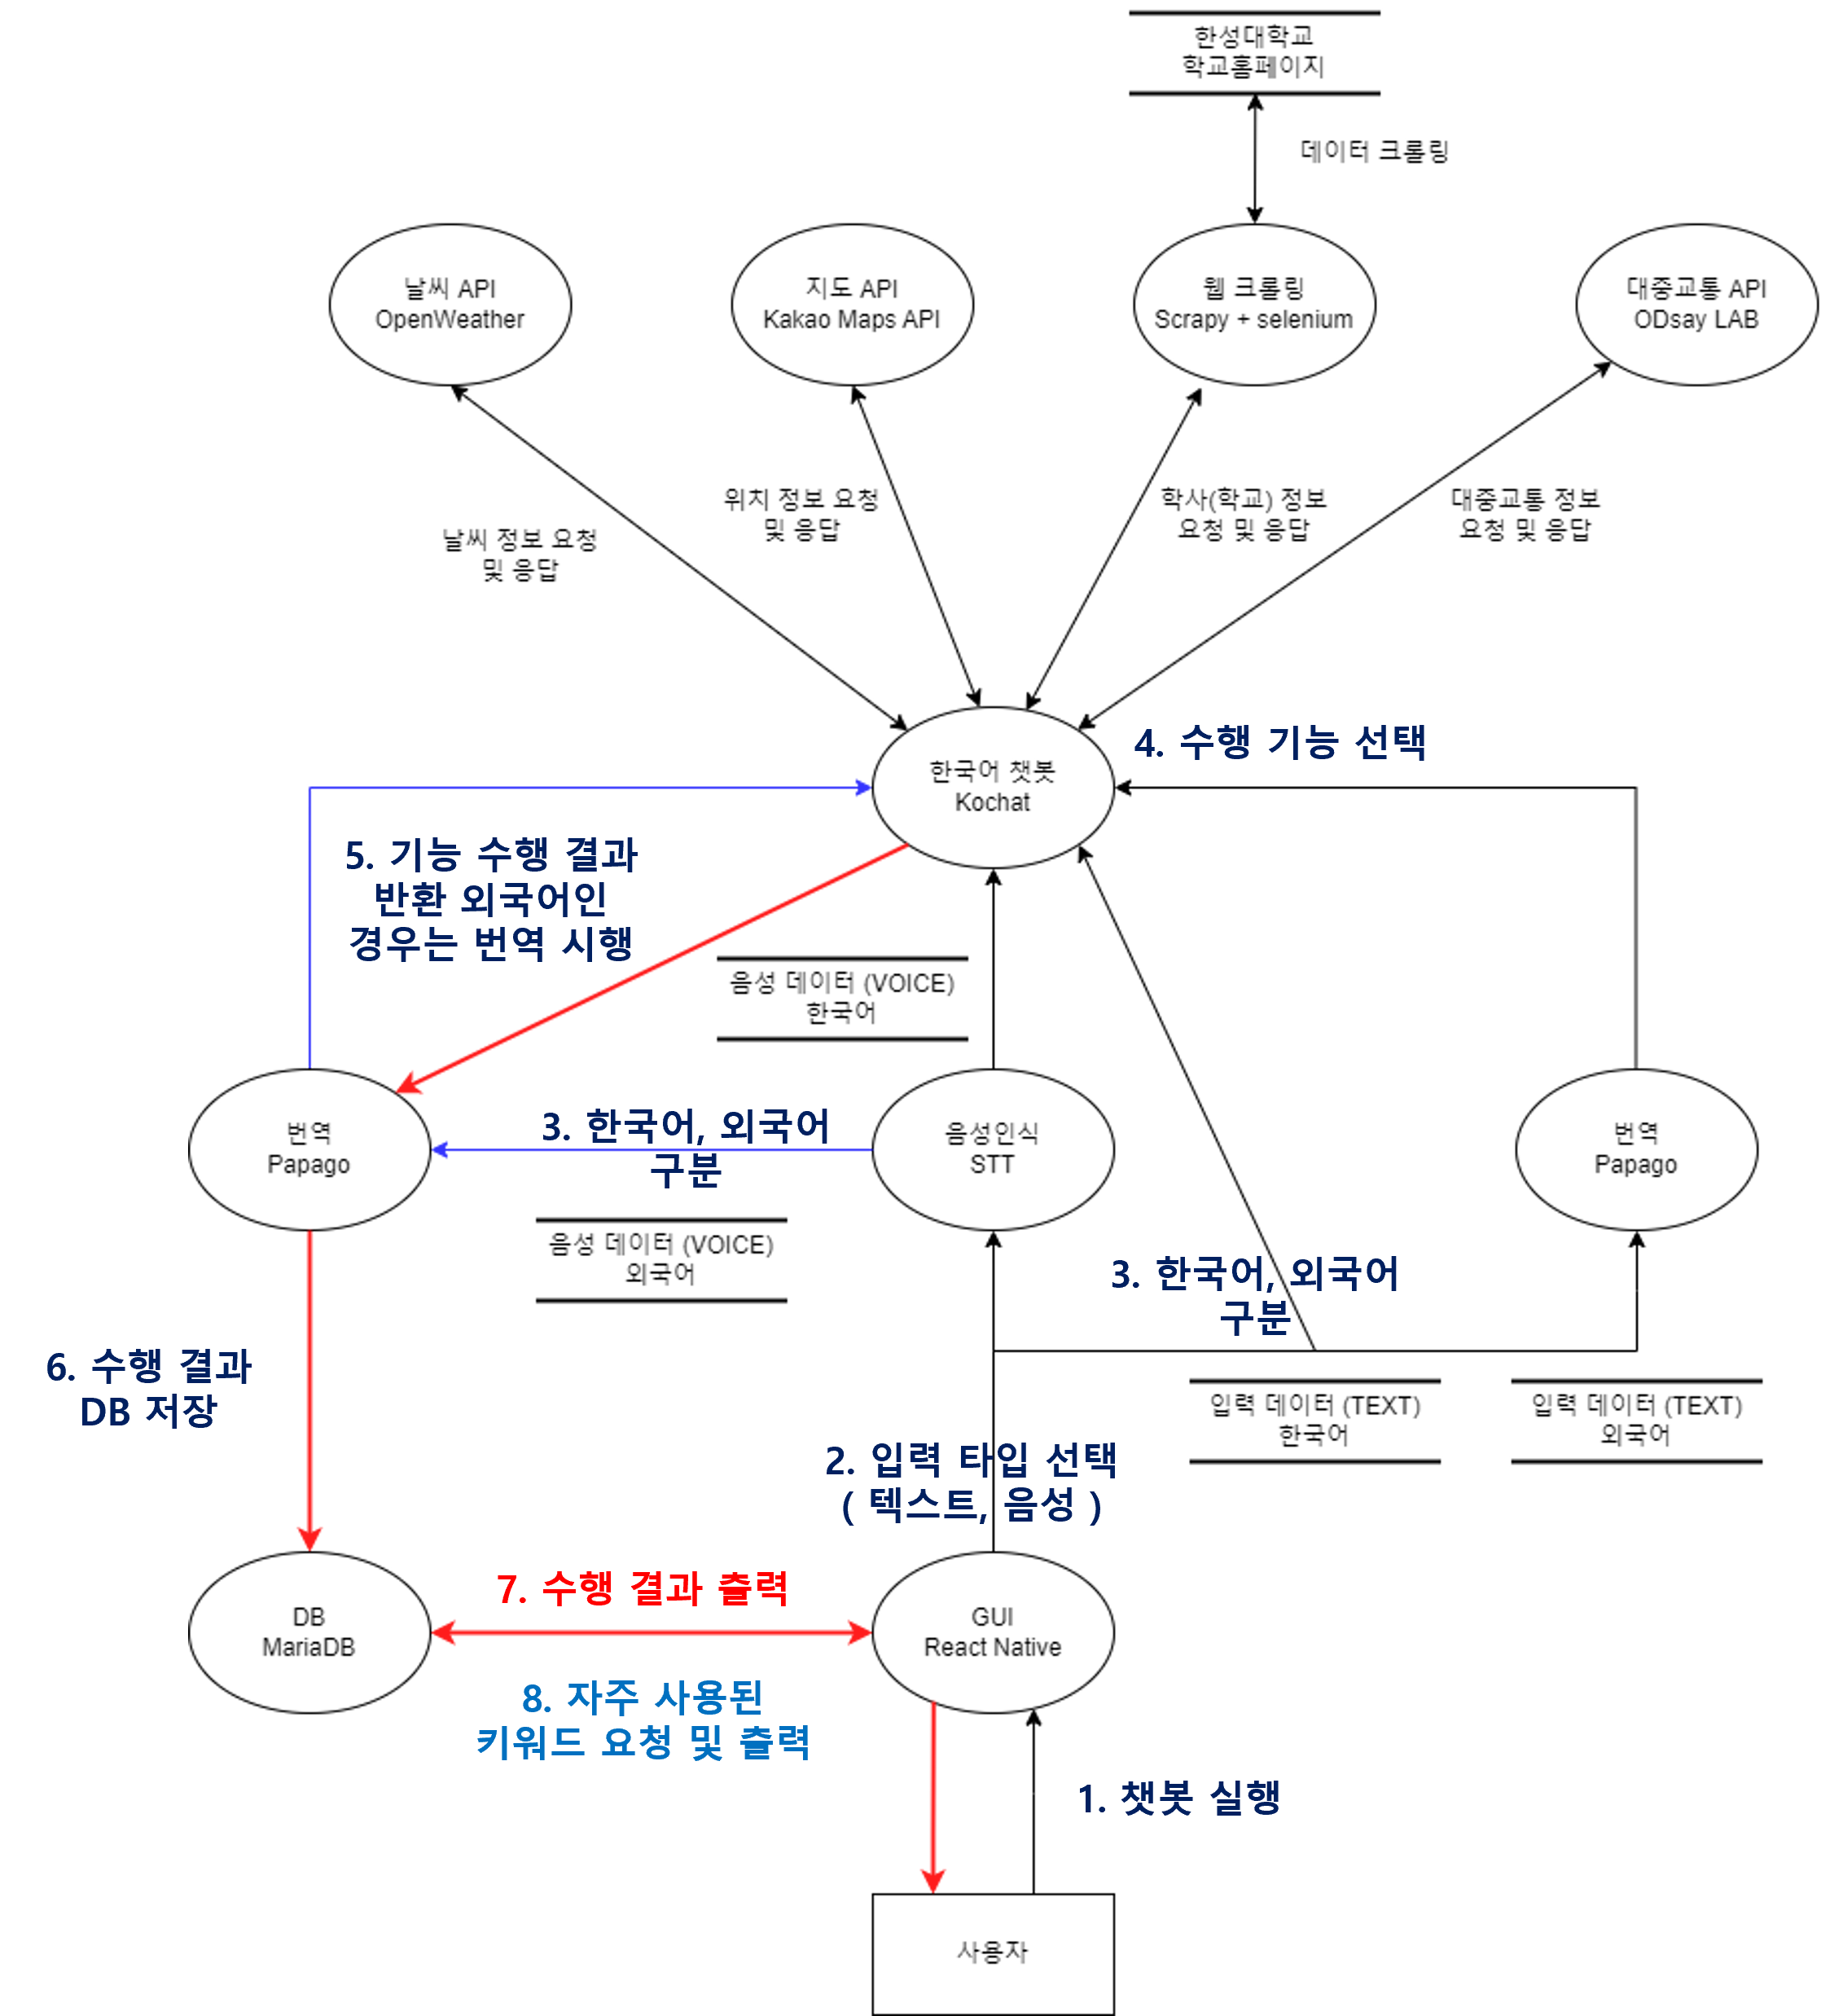 한성대학교
학교홈페이지
데이터 크롤링
날씨 API
OpenWeather
지도 API
Kakao Maps API
웹 크롤링
Scrapy + selenium
대중교통 API
ODsay LAB
날씨 정보 요청
및 응답
위치 정보 요청
및 응답
학사(학교) 정보
요청 및 응답
대중교통 정보
요청 및 응답
4. 수행 기능 선택
한국어 챗봇
Kochat
5. 기능 수행 결과
반환 외국어인
경우는 번역 시행
음성 데이터 (VOICE)
한국어
번역
Papago
3. 한국어, 외국어
구분
음성인식
STT
번역
Papago
음성 데이터 (VOICE)
외국어
3. 한국어, 외국어
구분
6. 수행 결과
DB 저장
입력 데이터 (TEXT)
한국어
입력 데이터 (TEXT)
외국어
2. 입력 타입 선택
( 텍스트, 음성 )
DB
MariaDB
7. 수행 결과 출력
GUI
React Native
8. 자주 사용된
키워드 요청 및 출력
1. 챗봇 실행
사용자